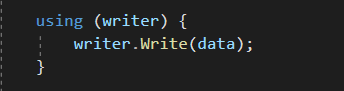 using (writer) {
    writer.Write(data);
}